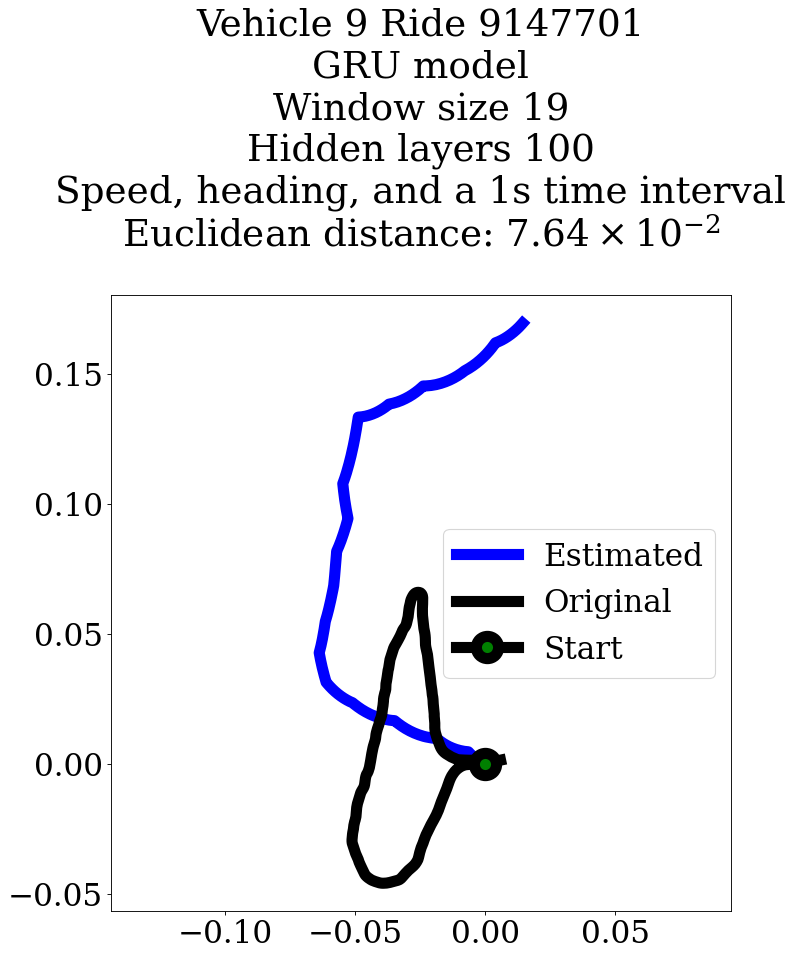 Vehicle 9 Ride 9147701
GRU model
Window size 19
Hidden layers 100
Speed, heading, and a 1s time interval
Euclidean distance: 7.64 × 10⁻²
0.15
0.10
0.05
0.00
−0.05
Estimated
Original
Start
−0.10
−0.05
0.00
0.05